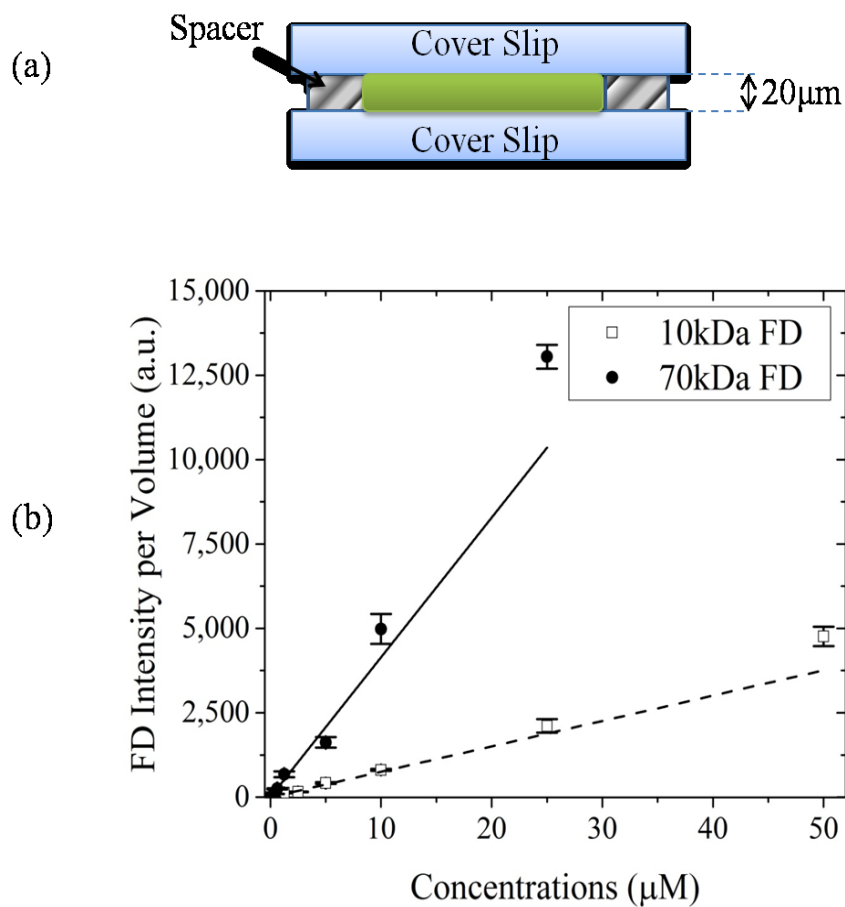 (a)
Spacer
Cover Slip
20μm
Cover Slip
(b)
FD Intensity per Volume (a.u.)
15,000
12,500
10,000
7,500
5,000
2,500
0
10kDa FD
70kDa FD
0 10 20 30 40 50
Concentrations (μM)